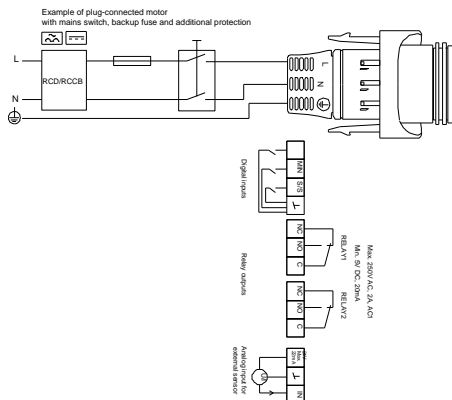 Example of plug-connected motor
with mains switch, backup fuse and additional protection
L
RCD/RCCB
N
L
N
MIN
S/S
Digital inputs
NC
NO
C
RELAY1
Max. 250V AC, 2A, AC1
Min. 5V DC, 20mA
Relay outputs
NC
NO
C
RELAY2
Max.
22mA
IN
Analog input for
external sensor